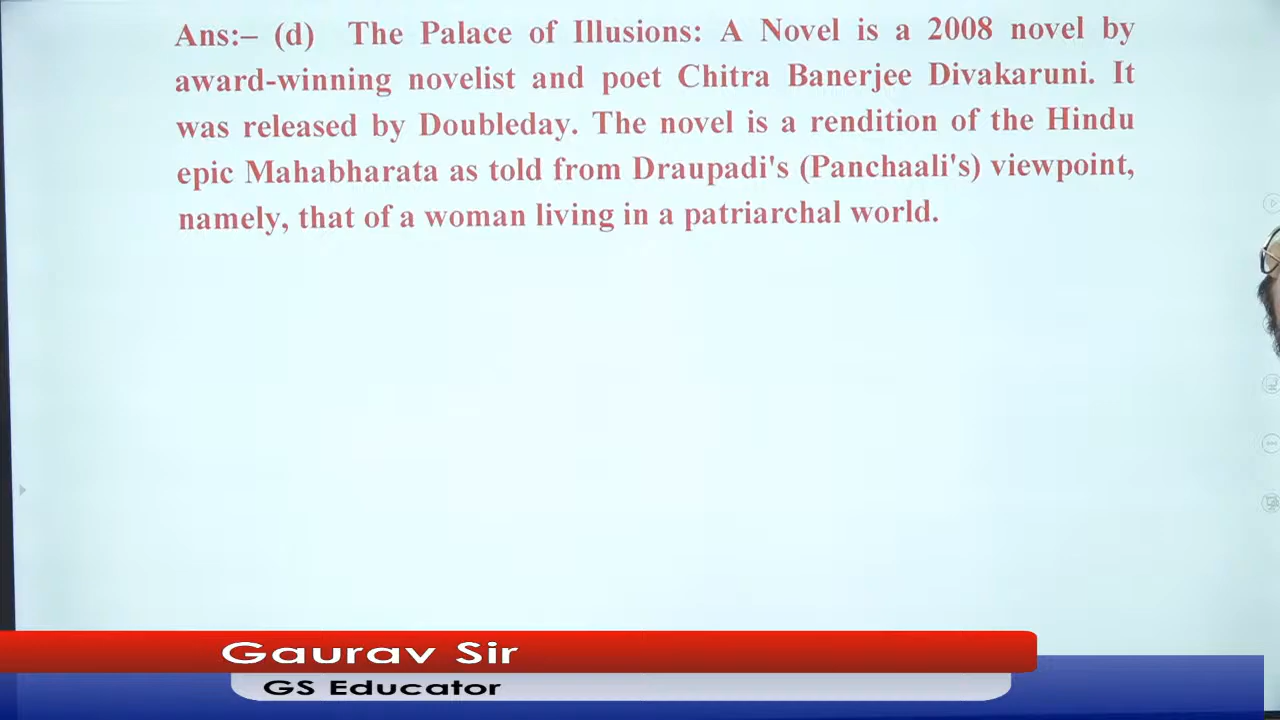 Ans:– (d) The Palace of Illusions: A Novel is a 2008 novel by
award-winning novelist and poet Chitra Banerjee Divakaruni. It
was released by Doubleday. The novel is a rendition of the Hindu
epic Mahabharata as told from Draupadi's (Panchaali's) viewpoint,
namely, that of a woman living in a patriarchal world.
Gaurav Sir
GS Educator